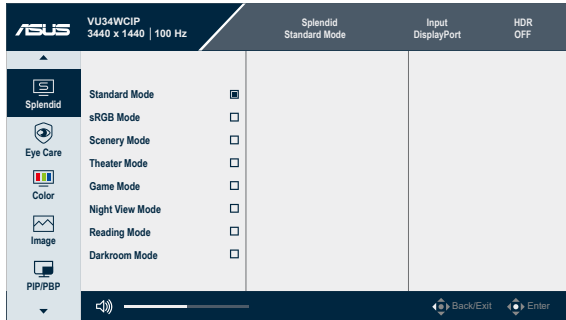 ASUS
VU34WCIP
3440 x 1440 | 100 Hz
Splendid
Standard Mode
Input
DisplayPort
HDR
OFF
S
Splendid
Eye Care
Color
Image
PIP/PBP
Standard Mode
sRGB Mode
Scenery Mode
Theater Mode
Game Mode
Night View Mode
Reading Mode
Darkroom Mode
Back/Exit
Enter